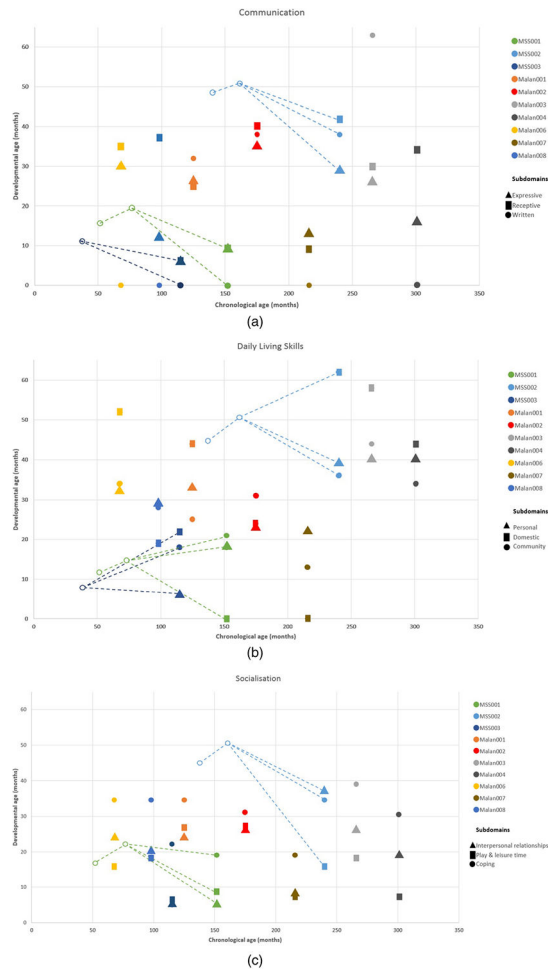 Communication
Developmental age (months)
60
50
40
30
20
10
0
0 50 100 150 200 250 300 350
Chronological age (months)
MSS001
MSS002
MSS003
Malan001
Malan002
Malan003
Malan004
Malan006
Malan007
Malan008
Subdomains
Expressive
Receptive
Written
(a)
Daily Living Skills
Developmental age (months)
60
50
40
30
20
10
0
0 50 100 150 200 250 300 350
Chronological age (months)
MSS001
MSS002
MSS003
Malan001
Malan002
Malan003
Malan004
Malan006
Malan007
Malan008
Subdomains
Personal
Domestic
Community
(b)
Socialisation
Developmental age (months)
60
50
40
30
20
10
0
0 50 100 150 200 250 300 350
Chronological age (months)
MSS001
MSS002
MSS003
Malan001
Malan002
Malan003
Malan004
Malan006
Malan007
Malan008
Subdomains
Interpersonal relationships
Play & leisure time
Coping
(c)